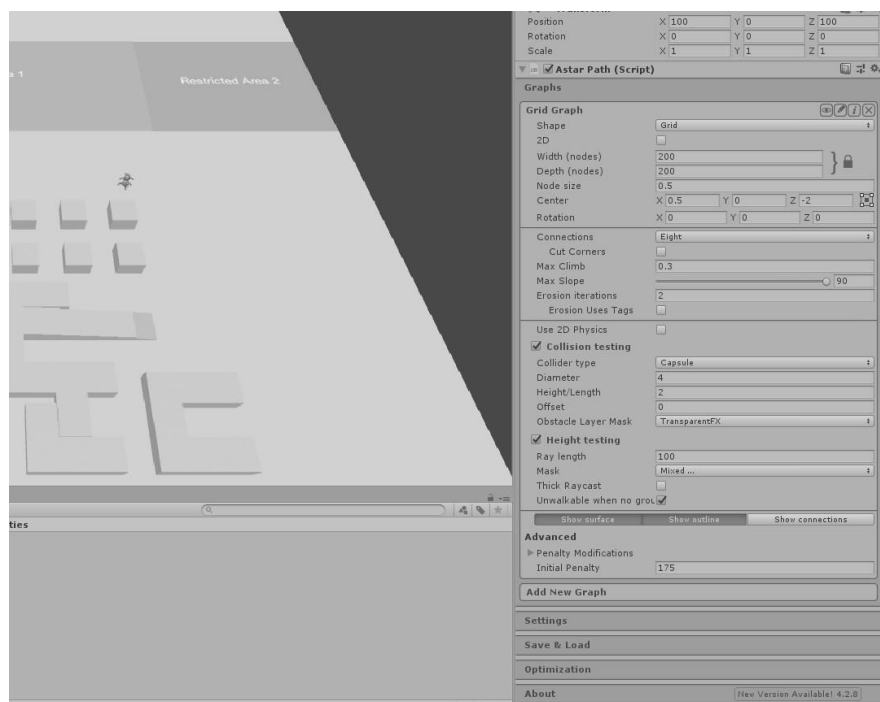 1
Restricted Area 2
ties
Position X 100 Y 0 Z 100
Rotation X 0 Y 0 Z 0
Scale X 1 Y 1 Z 1
Astar Path (Script)
Graphs
Grid Graph
Shape Grid
2D
Width (nodes) 200
Depth (nodes) 200
Node size 0.5
Center X 0.5 Y 0 Z -2
Rotation X 0 Y 0 Z 0
Connections Eight
Cut Corners
Max Climb 0.3
Max Slope 90
Erosion iterations 2
Erosion Uses Tags
Use 2D Physics
Collision testing
Collider type Capsule
Diameter 4
Height/Length 2
Offset 0
Obstacle Layer Mask TransparentFX
Height testing
Ray length 100
Mask Mixed ...
Thick Raycast
Unwalkable when no grou
Show surface Show outline Show connections
Advanced
Penalty Modifications
Initial Penalty 175
Add New Graph
Settings
Save & Load
Optimization
About New Version Available! 4.2.8